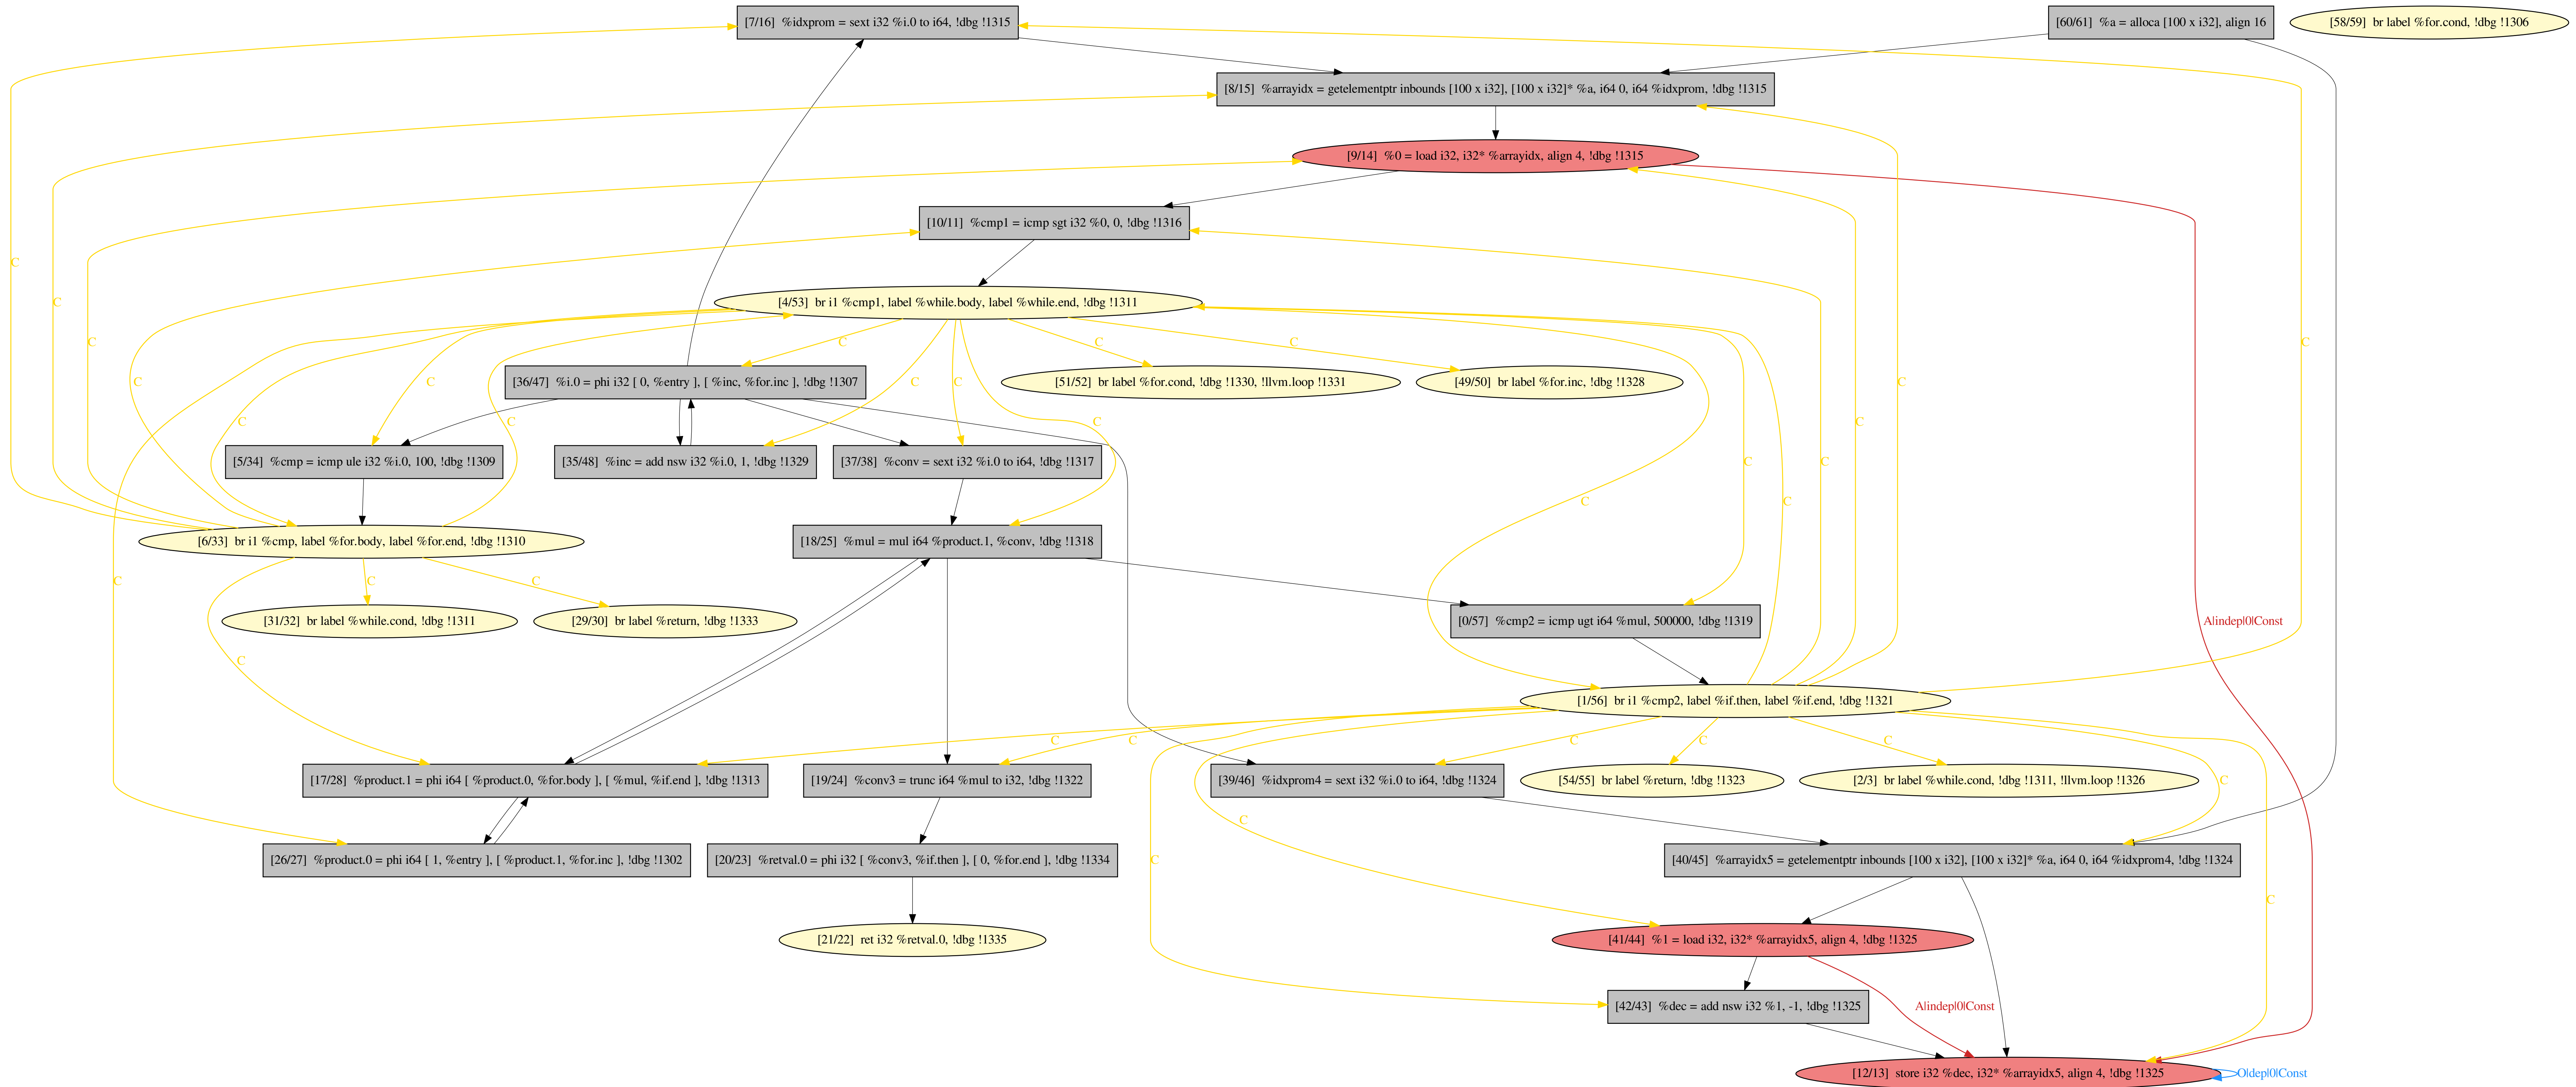 [7/16] %idxprom = sext i32 %i.0 to i64, !dbg !1315
[60/61] %a = alloca [100 x i32], align 16
[58/59] br label %for.cond, !dbg !1306
[8/15] %arrayidx = getelementptr inbounds [100 x i32], [100 x i32]* %a, i64 0, i64 %idxprom, !dbg !1315
[9/14] %0 = load i32, i32* %arrayidx, align 4, !dbg !1315
[10/11] %cmp1 = icmp sgt i32 %0, 0, !dbg !1316
C
[4/53] br i1 %cmp1, label %while.body, label %while.end, !dbg !1311
C
C
C
C
C
C
[36/47] %i.0 = phi i32 [ 0, %entry ], [ %inc, %for.inc ], !dbg !1307
[51/52] br label %for.cond, !dbg !1330, !llvm.loop !1331
[49/50] br label %for.inc, !dbg !1328
C
C
C
C
C
C
C
C
C
C
[5/34] %cmp = icmp ule i32 %i.0, 100, !dbg !1309
[35/48] %inc = add nsw i32 %i.0, 1, !dbg !1329
[37/38] %conv = sext i32 %i.0 to i64, !dbg !1317
C
C
C
C
[6/33] br i1 %cmp, label %for.body, label %for.end, !dbg !1310
[18/25] %mul = mul i64 %product.1, %conv, !dbg !1318
C
C
C
[31/32] br label %while.cond, !dbg !1311
[29/30] br label %return, !dbg !1333
[0/57] %cmp2 = icmp ugt i64 %mul, 500000, !dbg !1319
A|indep|0|Const
C
[1/56] br i1 %cmp2, label %if.then, label %if.end, !dbg !1321
C
C
C
C
C
[17/28] %product.1 = phi i64 [ %product.0, %for.body ], [ %mul, %if.end ], !dbg !1313
[19/24] %conv3 = trunc i64 %mul to i32, !dbg !1322
[39/46] %idxprom4 = sext i32 %i.0 to i64, !dbg !1324
[54/55] br label %return, !dbg !1323
[2/3] br label %while.cond, !dbg !1311, !llvm.loop !1326
C
C
[26/27] %product.0 = phi i64 [ 1, %entry ], [ %product.1, %for.inc ], !dbg !1302
[20/23] %retval.0 = phi i32 [ %conv3, %if.then ], [ 0, %for.end ], !dbg !1334
C
[40/45] %arrayidx5 = getelementptr inbounds [100 x i32], [100 x i32]* %a, i64 0, i64 %idxprom4, !dbg !1324
C
[21/22] ret i32 %retval.0, !dbg !1335
[41/44] %1 = load i32, i32* %arrayidx5, align 4, !dbg !1325
[42/43] %dec = add nsw i32 %1, -1, !dbg !1325
A|indep|0|Const
[12/13] store i32 %dec, i32* %arrayidx5, align 4, !dbg !1325
O|dep|0|Const